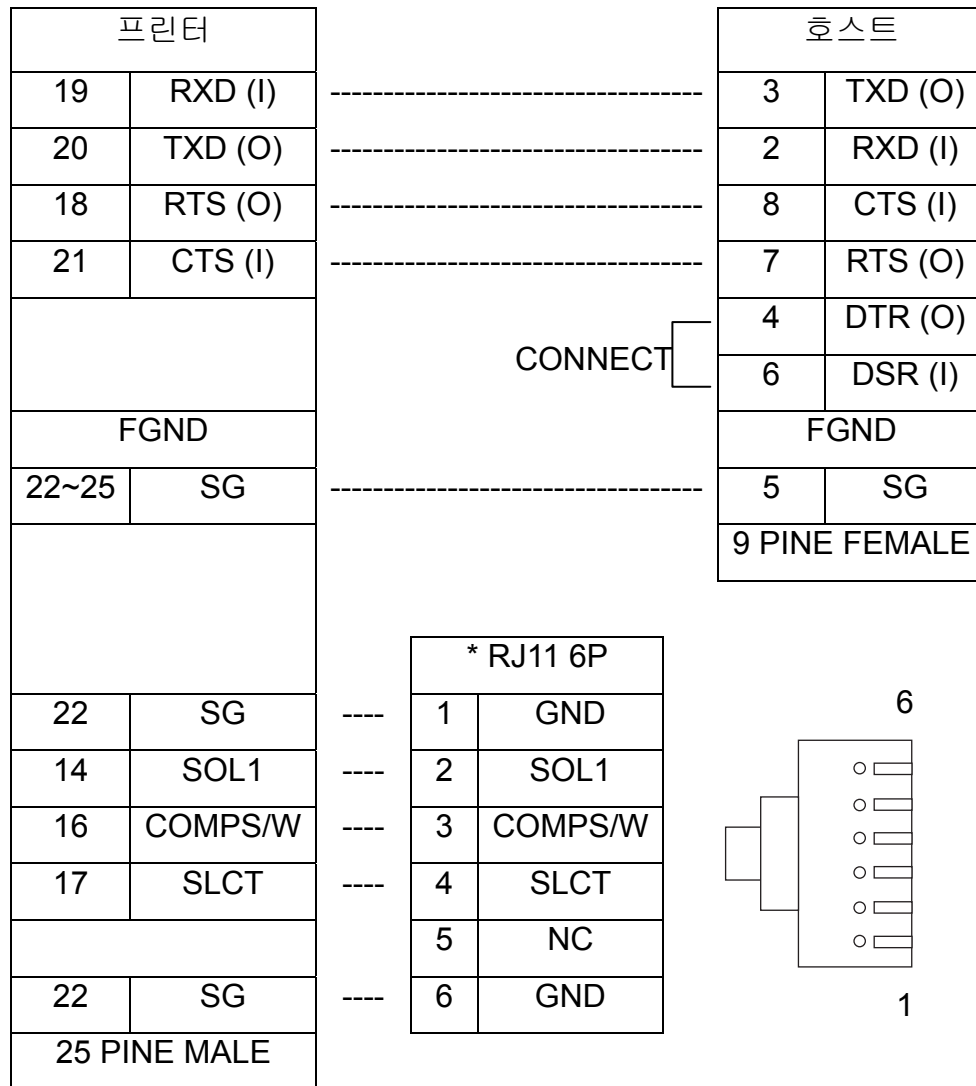 프린터 호스트
19 RXD (I) ----------------------------------- 3 TXD (O)
20 TXD (O) ----------------------------------- 2 RXD (I)
18 RTS (O) ----------------------------------- 8 CTS (I)
21 CTS (I) ----------------------------------- 7 RTS (O)
4 DTR (O)
CONNECT
6 DSR (I)
FGND FGND
22~25 SG ----------------------------------- 5 SG
9 PINE FEMALE
* RJ11 6P
22 SG ---- 1 GND
14 SOL1 ---- 2 SOL1
16 COMPS/W ---- 3 COMPS/W
17 SLCT ---- 4 SLCT
5 NC
22 SG ---- 6 GND
25 PINE MALE
6
1